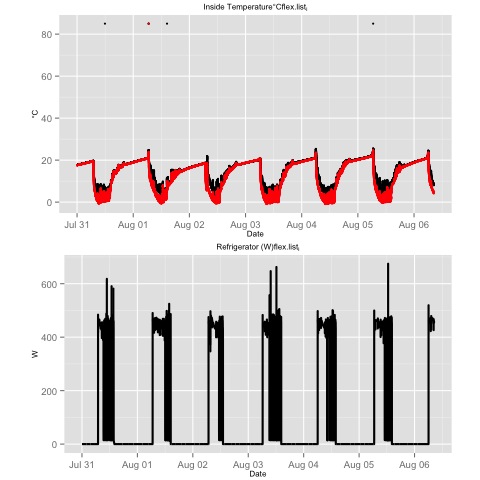 Inside Temperature°Cflex.list,
80
60
40
20
0
°C
Jul 31 Aug 01 Aug 02 Aug 03 Aug 04 Aug 05 Aug 06
Date
Refrigerator (W)flex.list,
600
400
200
0
W
Jul 31 Aug 01 Aug 02 Aug 03 Aug 04 Aug 05 Aug 06
Date